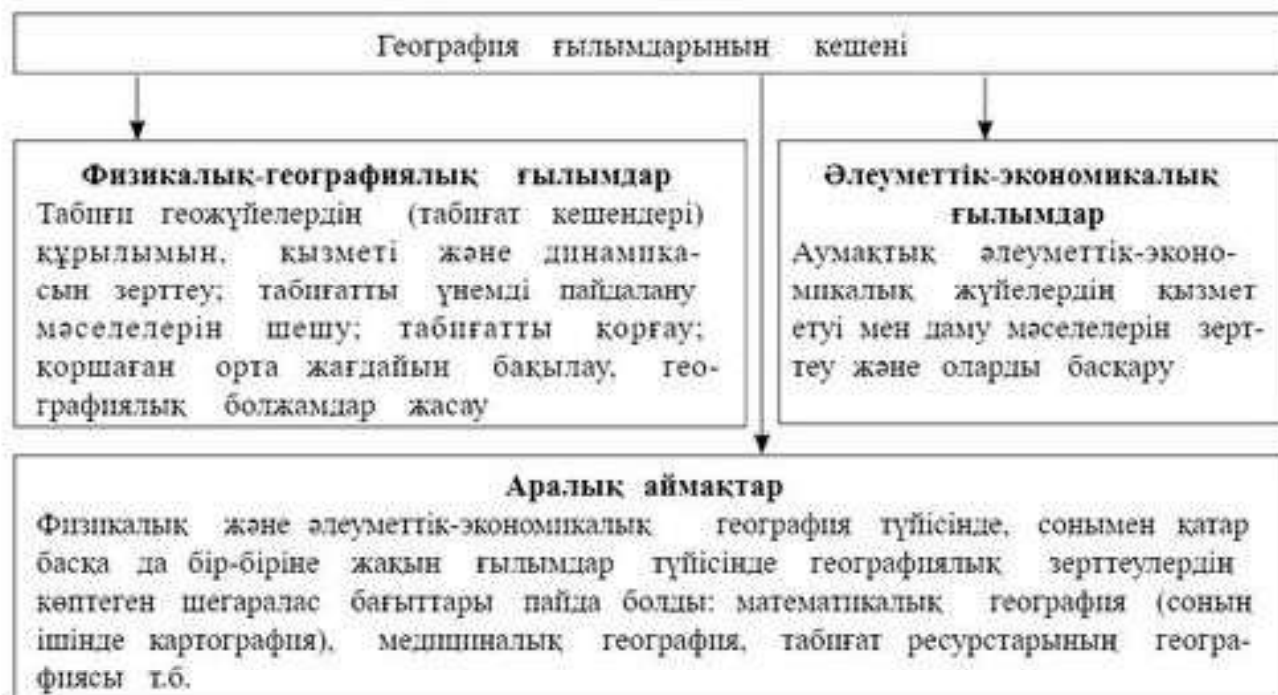 География ғылымдарының кешені
Физикалық-географиялық ғылымдар
Табиғи геожүйелердің (табиғат кешендері)
құрылымын, қызметі және динамика-
сын зерттеу; табиғатты үнемді пайдалану
мәселелерін шешу; табиғатты қорғау;
қоршаған орта жағдайын бақылау, гео-
графиялық болжамдар жасау
Әлеуметтік-экономикалық
ғылымдар
Аумақтық әлеуметтік-эконо-
микалық жүйелердің қызмет
етуі мен даму мәселелерін зерт-
теу және оларды басқару
Аралық аймақтар
Физикалық және әлеуметтік-экономикалық география түйісінде, сонымен қатар
басқа да бір-біріне жақын ғылымдар түйісінде географиялық зерттеулердің
көптеген шегаралас бағыттары пайда болды: математикалық география (сонын
ішінде картография), медициналық география, табиғат ресурстарының геогра-
фиясы т.б.